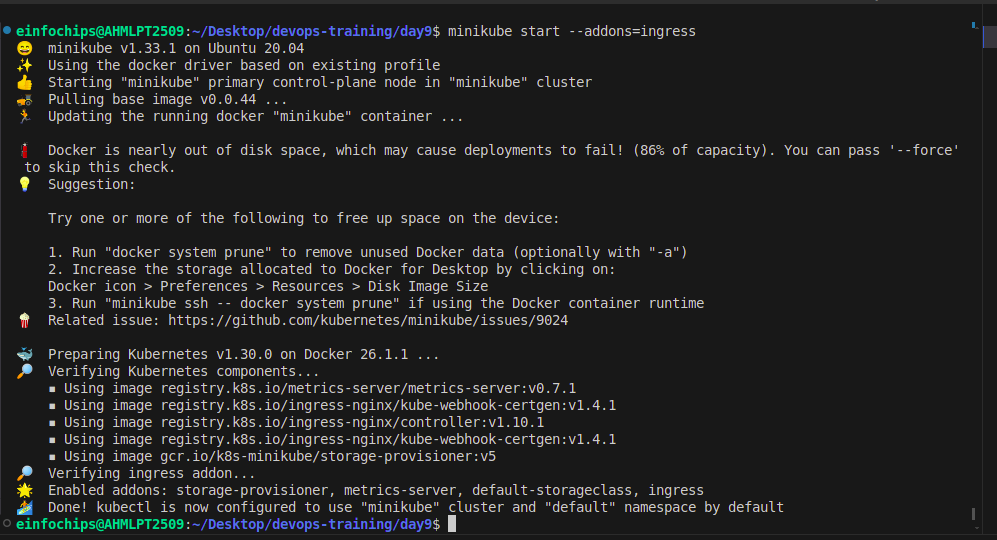 einfochips@AHMLPT2509:~/Desktop/devops-training/day9$ minikube start --addons=ingress
😄 minikube v1.33.1 on Ubuntu 20.04
✨ Using the docker driver based on existing profile
👍 Starting "minikube" primary control-plane node in "minikube" cluster
🚜 Pulling base image v0.0.44 ...
🏃 Updating the running docker "minikube" container ...
🧯 Docker is nearly out of disk space, which may cause deployments to fail! (86% of capacity). You can pass '--force'
to skip this check.
💡 Suggestion:
Try one or more of the following to free up space on the device:
1. Run "docker system prune" to remove unused Docker data (optionally with "-a")
2. Increase the storage allocated to Docker for Desktop by clicking on:
Docker icon > Preferences > Resources > Disk Image Size
3. Run "minikube ssh -- docker system prune" if using the Docker container runtime
🍿 Related issue: https://github.com/kubernetes/minikube/issues/9024
🐳 Preparing Kubernetes v1.30.0 on Docker 26.1.1 ...
🔎 Verifying Kubernetes components...
▪ Using image registry.k8s.io/metrics-server/metrics-server:v0.7.1
▪ Using image registry.k8s.io/ingress-nginx/kube-webhook-certgen:v1.4.1
▪ Using image registry.k8s.io/ingress-nginx/controller:v1.10.1
▪ Using image registry.k8s.io/ingress-nginx/kube-webhook-certgen:v1.4.1
▪ Using image gcr.io/k8s-minikube/storage-provisioner:v5
🔎 Verifying ingress addon...
🌟 Enabled addons: storage-provisioner, metrics-server, default-storageclass, ingress
🏄 Done! kubectl is now configured to use "minikube" cluster and "default" namespace by default
einfochips@AHMLPT2509:~/Desktop/devops-training/day9$